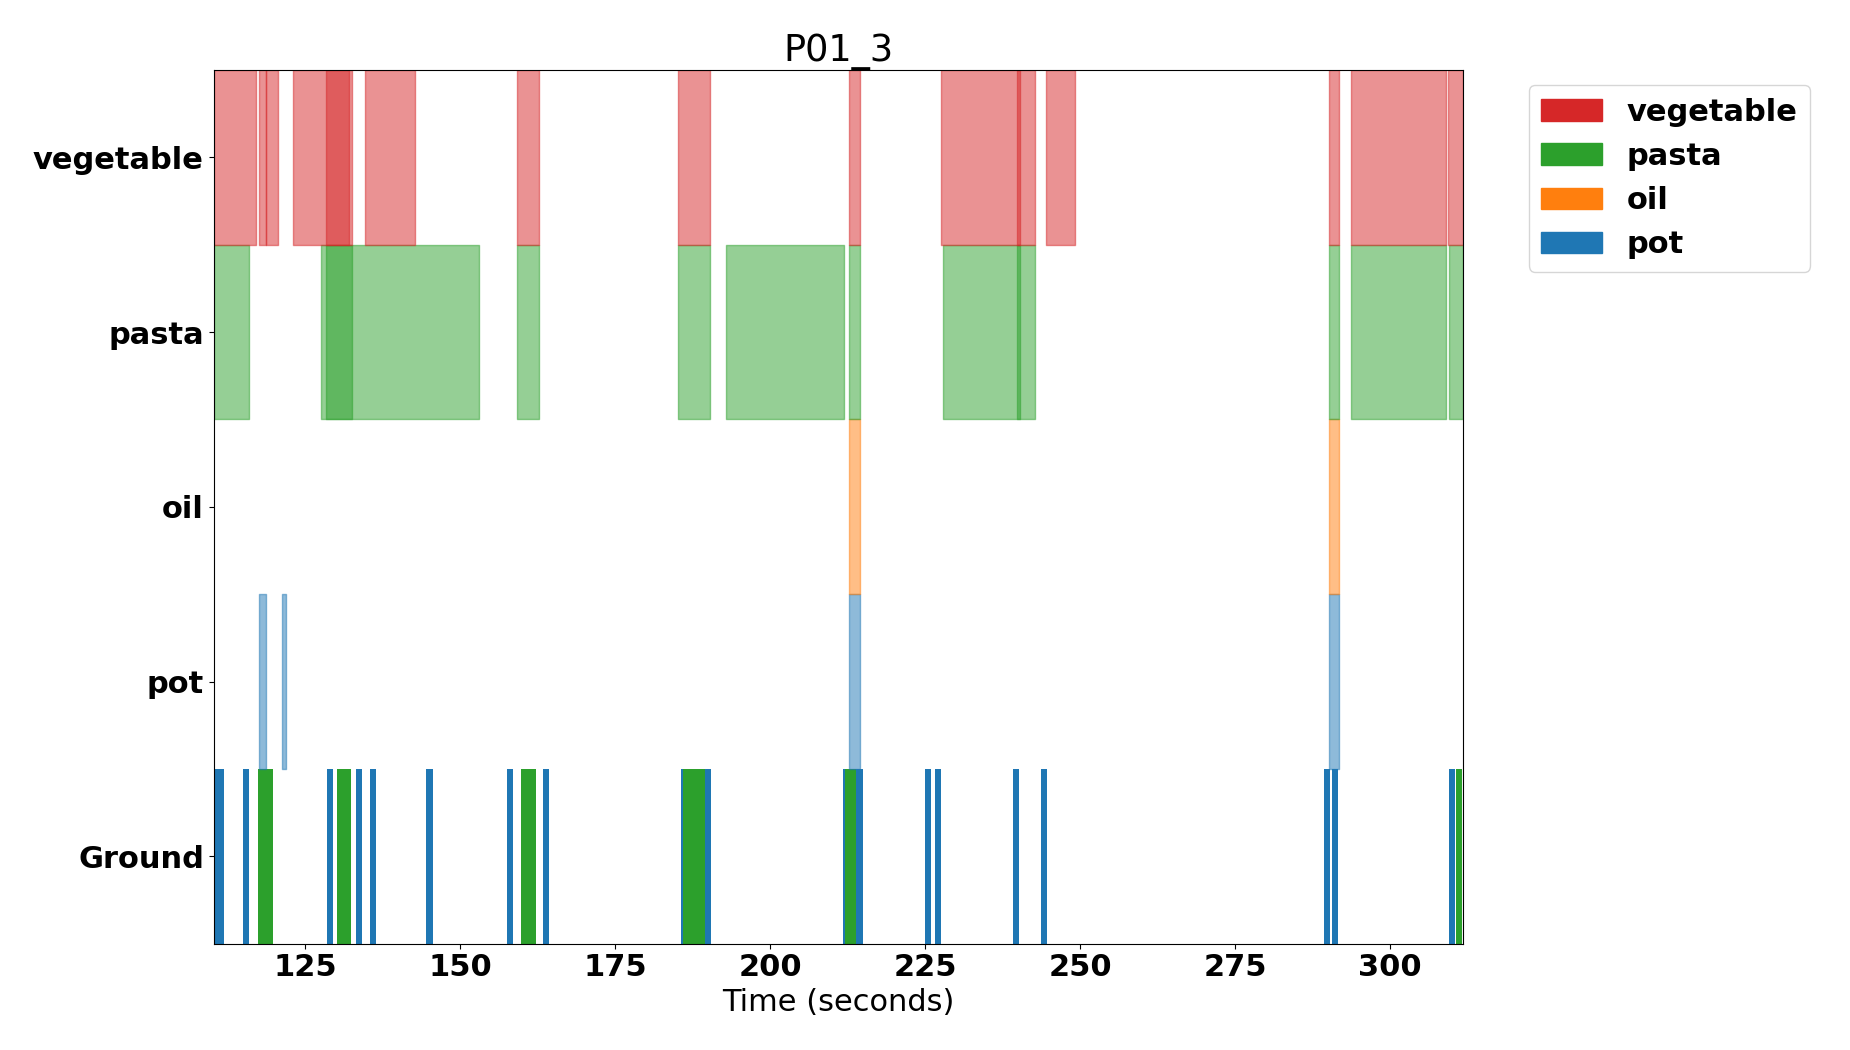 P01_3
vegetable
pasta
oil
pot
Ground
125 150 175 200 225 250 275 300
Time (seconds)
vegetable
pasta
oil
pot